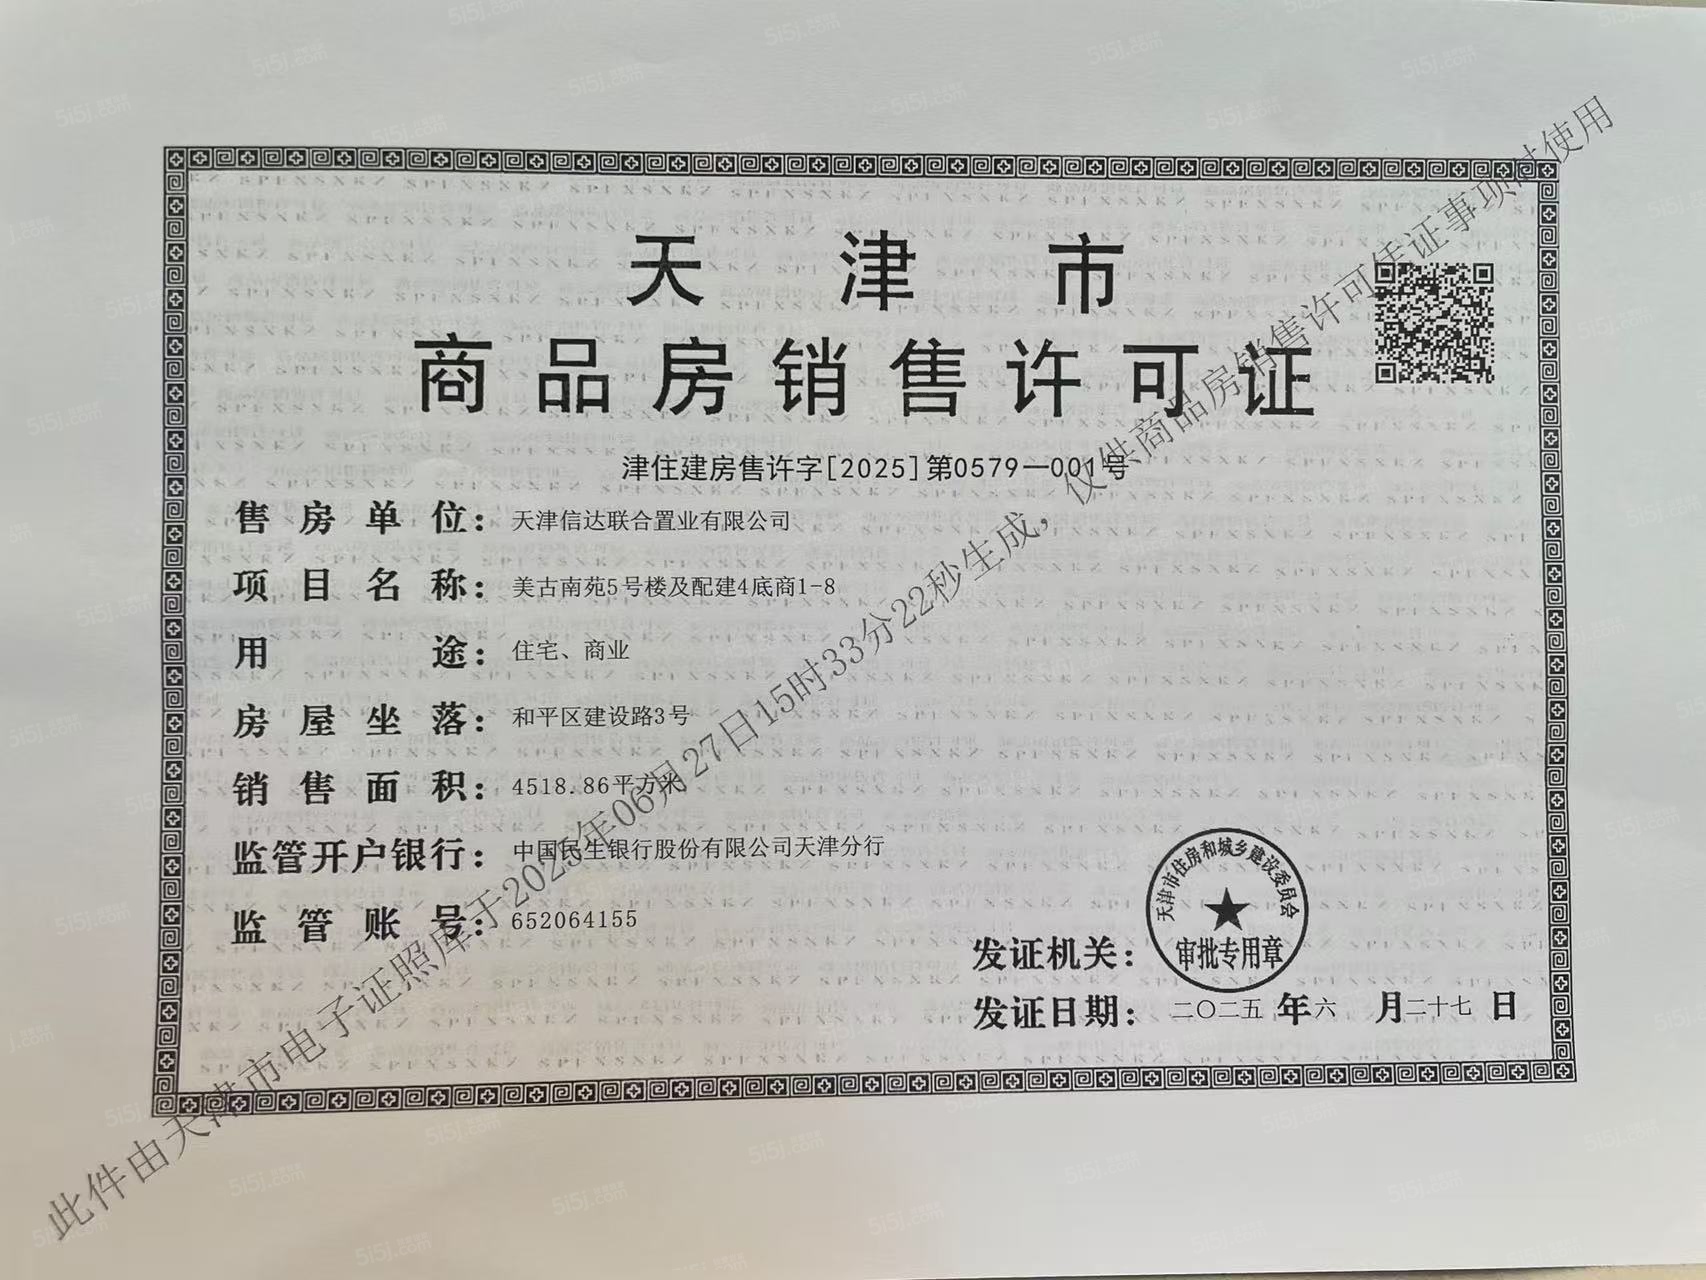 天津市
商品房销售许可证
津住建房售许字[2025]第0579—001号
售房单位：天津信达联合置业有限公司
项目名称：美古南苑5号楼及配建4底商1-8
用途：住宅、商业
房屋坐落：和平区建设路3号
销售面积：4518.86平方米
监管开户银行：中国民生银行股份有限公司天津分行
监管账号：652064155
发证机关：
天津市住房和城乡建设委员会
审批专用章
发证日期：二〇二五年六月二十七日
此件由天津市电子证照库于2025年06月27日15时33分22秒生成，仅供商品房销售许可凭证事项时使用
5i5j.com